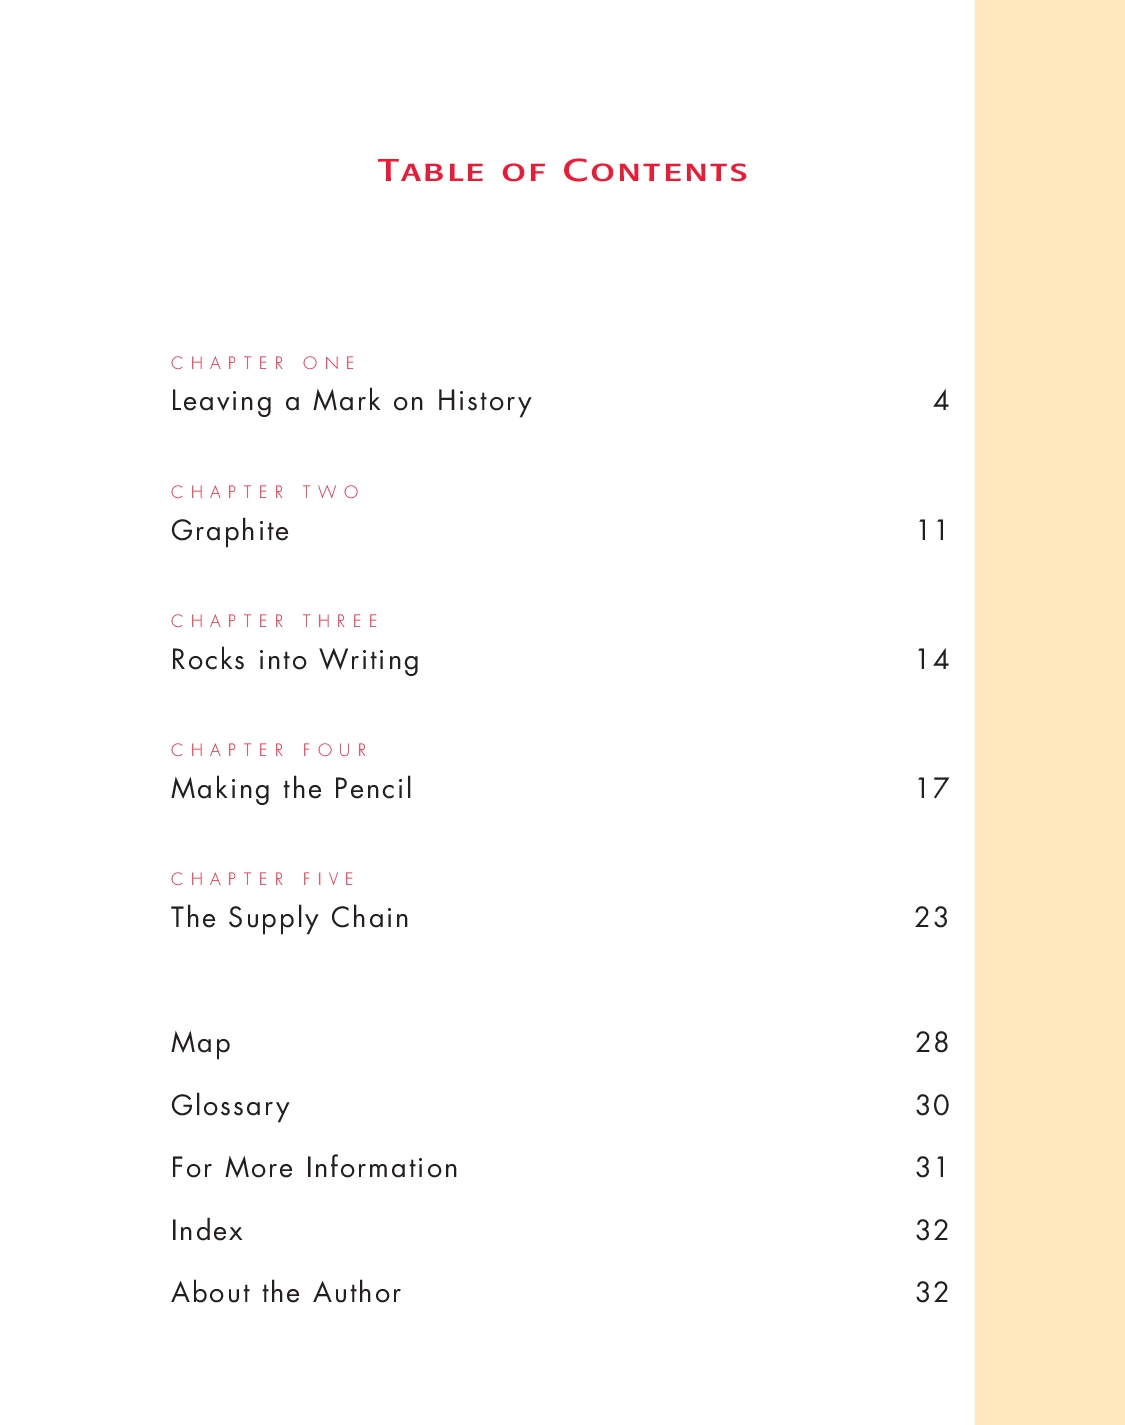 Table of Contents
CHAPTER ONE
Leaving a Mark on History 4
CHAPTER TWO
Graphite 11
CHAPTER THREE
Rocks into Writing 14
CHAPTER FOUR
Making the Pencil 17
CHAPTER FIVE
The Supply Chain 23
Map 28
Glossary 30
For More Information 31
Index 32
About the Author 32